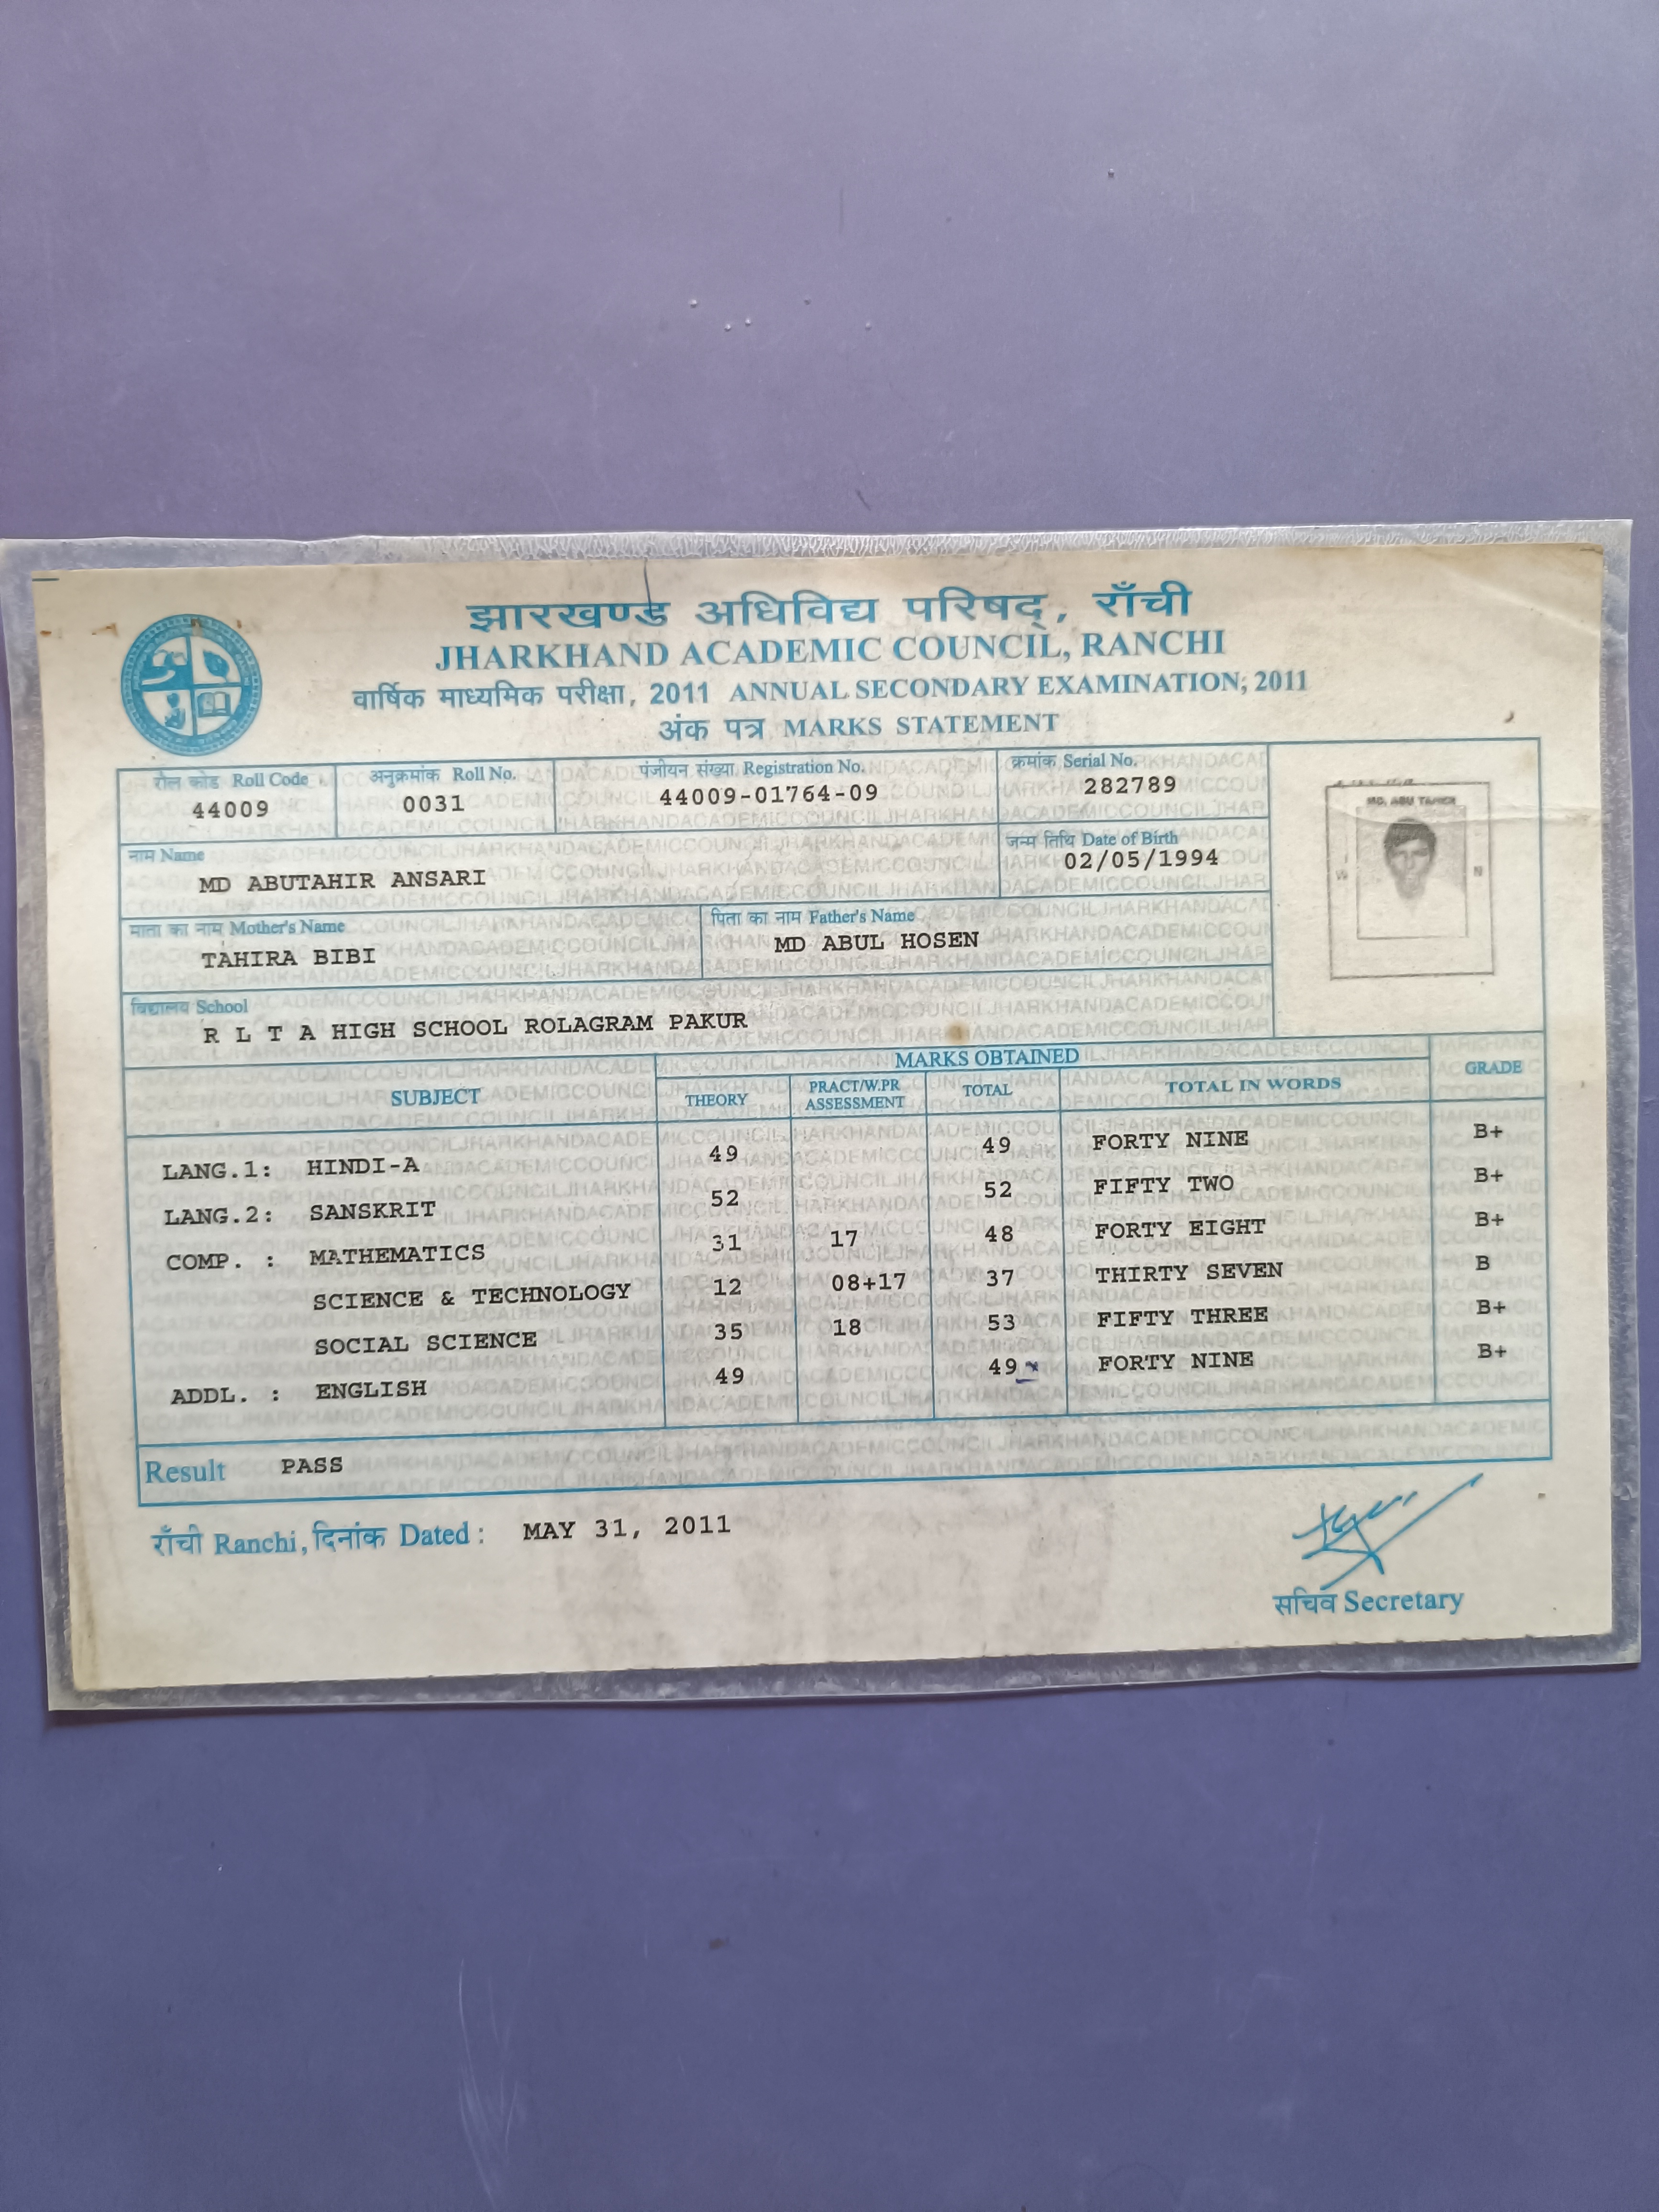 झारखण्ड अधिविद्य परिषद्, राँची
JHARKHAND ACADEMIC COUNCIL, RANCHI
वार्षिक माध्यमिक परीक्षा, 2011 ANNUAL SECONDARY EXAMINATION, 2011
अंक पत्र MARKS STATEMENT
रौल कोड Roll Code अनुक्रमांक Roll No. पंजीयन संख्या Registration No. क्रमांक Serial No.
44009 0031 44009-01764-09 282789
नाम Name जन्म तिथि Date of Birth
MD ABUTAHIR ANSARI 02/05/1994
MD. ABU TAHIR
माता का नाम Mother's Name पिता का नाम Father's Name
TAHIRA BIBI MD ABUL HOSEN
विद्यालय School
R L T A HIGH SCHOOL ROLAGRAM PAKUR
MARKS OBTAINED
SUBJECT THEORY PRACT/W.PR ASSESSMENT TOTAL TOTAL IN WORDS GRADE
LANG.1: HINDI-A 49 49 FORTY NINE B+
LANG.2: SANSKRIT 52 52 FIFTY TWO B+
COMP. : MATHEMATICS 31 17 48 FORTY EIGHT B+
SCIENCE & TECHNOLOGY 12 08+17 37 THIRTY SEVEN B
SOCIAL SCIENCE 35 18 53 FIFTY THREE B+
ADDL. : ENGLISH 49 49 FORTY NINE B+
Result PASS
राँची Ranchi, दिनांक Dated : MAY 31, 2011
सचिव Secretary